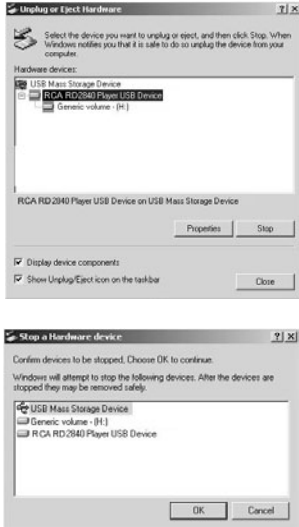 Unplug or Eject Hardware
Select the device you want to unplug or eject, and then click Stop. When
Windows notifies you that it is safe to do so unplug the device from your
computer.
Hardware devices:
USB Mass Storage Device
RCA RD2840 Player USB Device
Generic volume - (H:)
RCA RD2840 Player USB Device on USB Mass Storage Device
Properties Stop
Display device components
Show Unplug/Eject icon on the taskbar
Close
Stop a Hardware device
Confirm devices to be stopped, Choose OK to continue.
Windows will attempt to stop the following devices. After the devices are
stopped they may be removed safely.
USB Mass Storage Device
Generic volume - (H:)
RCA RD2840 Player USB Device
OK Cancel